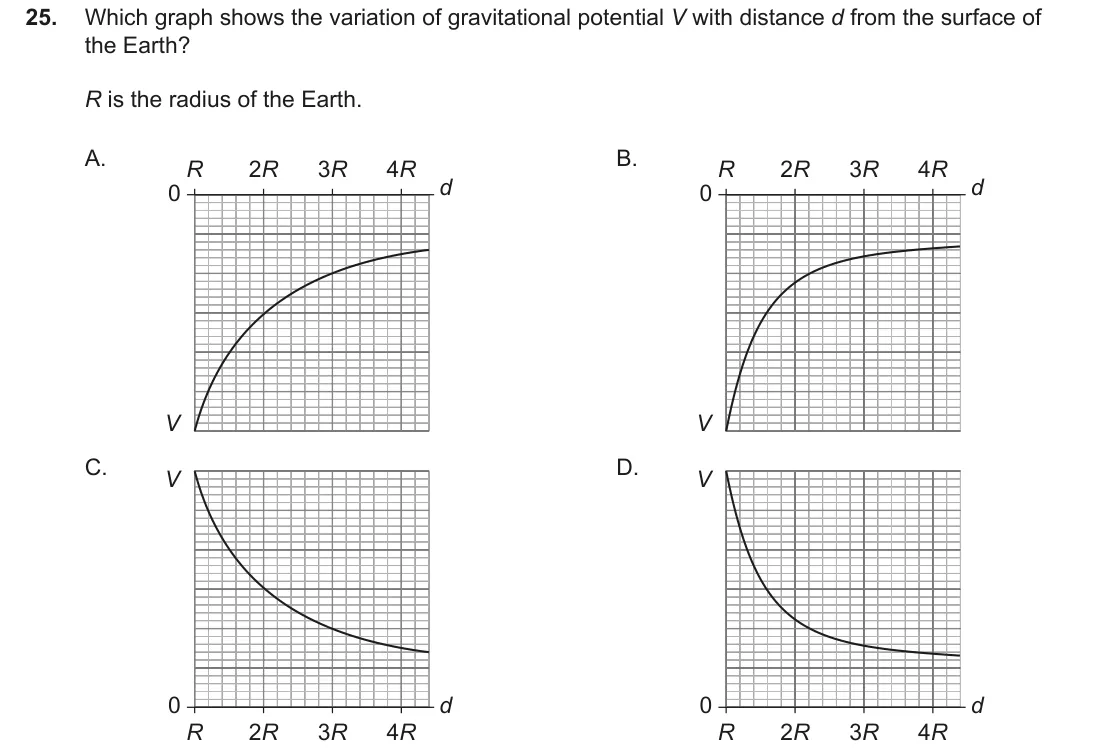 25. Which graph shows the variation of gravitational potential V with distance d from the surface of
the Earth?
R is the radius of the Earth.
A.
R 2R 3R 4R
0 d
V
B.
R 2R 3R 4R
0 d
V
C.
V
0 d
R 2R 3R 4R
D.
V
0 d
R 2R 3R 4R